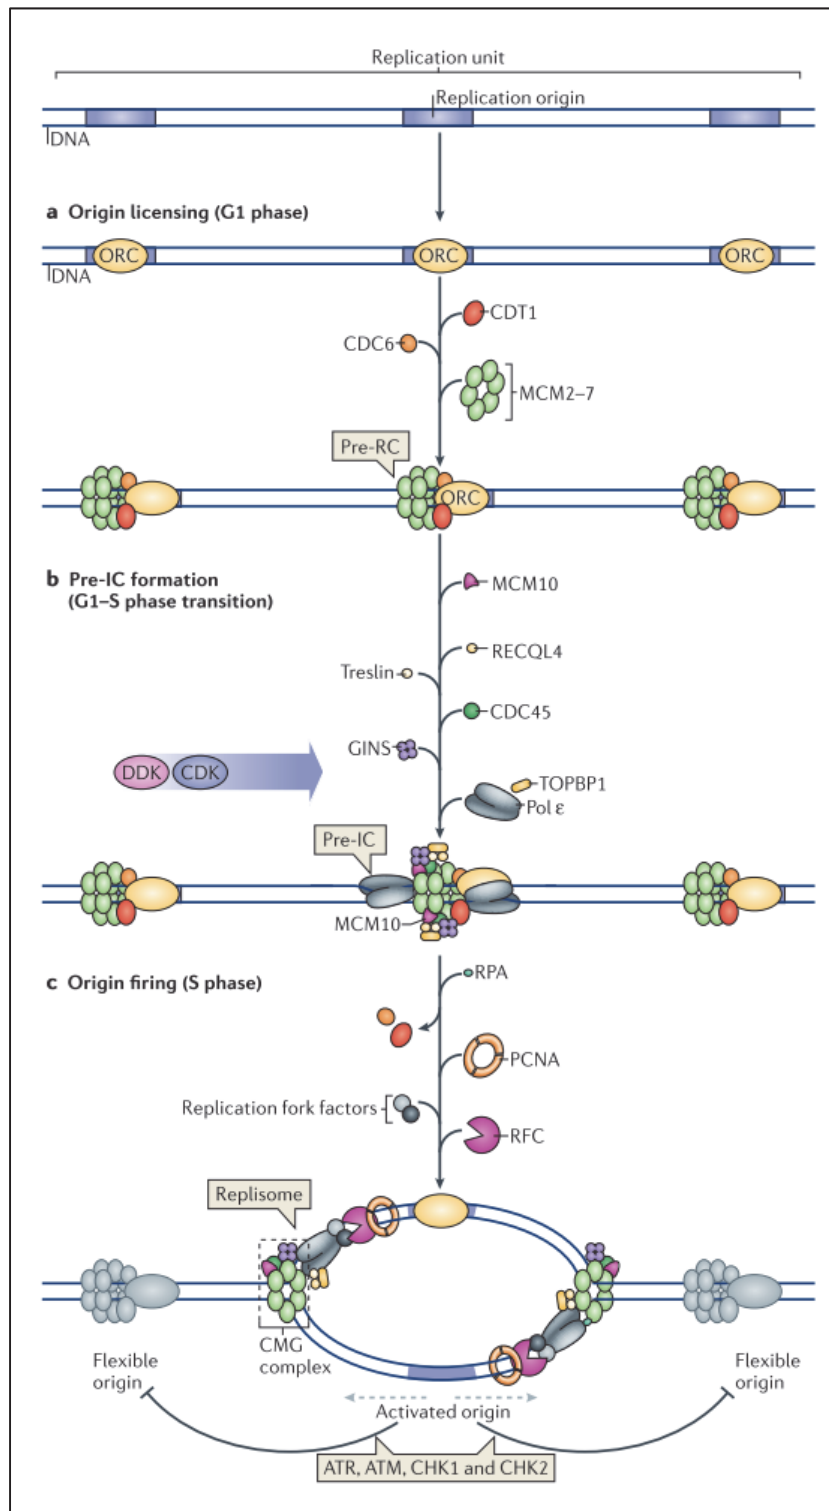 Replication unit
Replication origin
DNA
a Origin licensing (G1 phase)
ORC
ORC
ORC
DNA
CDT1
CDC6
MCM2–7
Pre-RC
ORC
b Pre-IC formation
(G1–S phase transition)
MCM10
RECQL4
Treslin
CDC45
GINS
DDK
CDK
TOPBP1
Pol ε
Pre-IC
MCM10
c Origin firing (S phase)
RPA
PCNA
Replication fork factors
RFC
Replisome
CMG
complex
Flexible
origin
Flexible
origin
Activated origin
ATR, ATM, CHK1 and CHK2